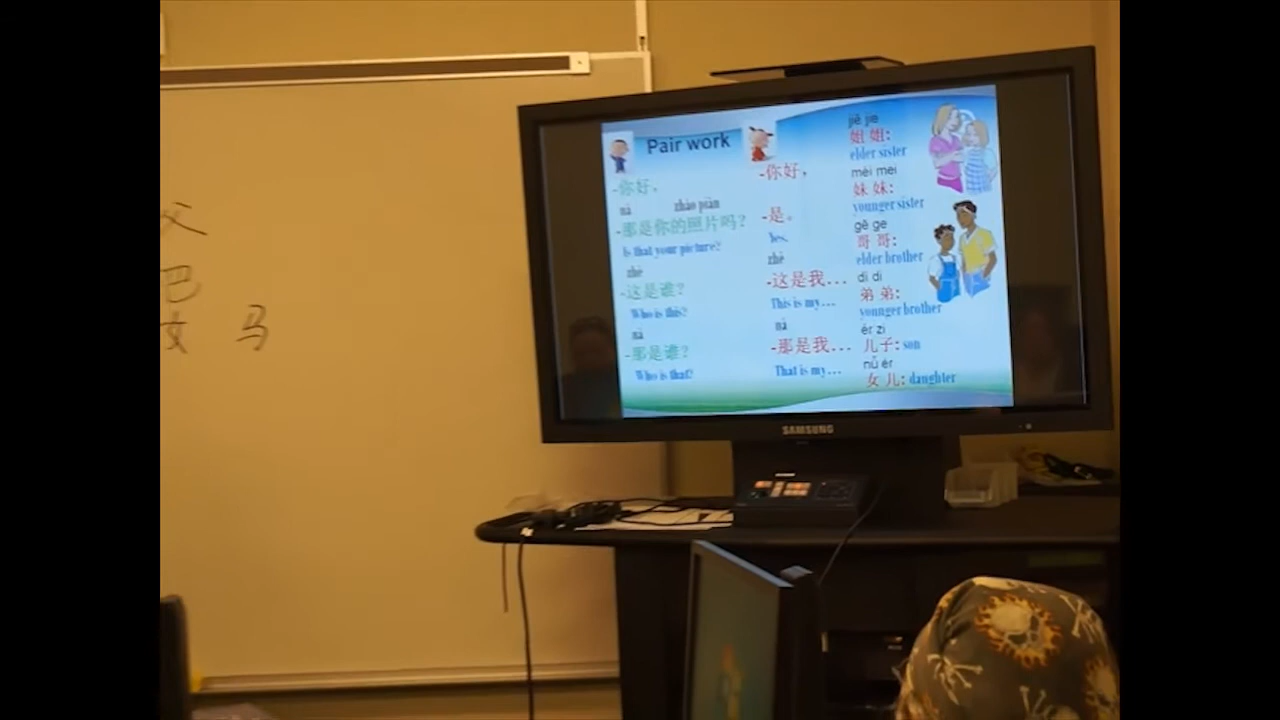 父
巴
女 马
Pair work
-你好，
nà zhào piàn
-那是你的照片吗？
Is that your picture?
zhè
-这是谁？
Who is this?
nà
-那是谁？
Who is that?
-你好，
-是。
Yes.
zhè
-这是我…
This is my…
nà
-那是我…
That is my…
jiě jie
姐 姐:
elder sister
mèi mei
妹 妹:
younger sister
gē ge
哥 哥:
elder brother
dì di
弟 弟:
younger brother
ér zi
儿子: son
nǚ ér
女 儿: daughter
SAMSUNG